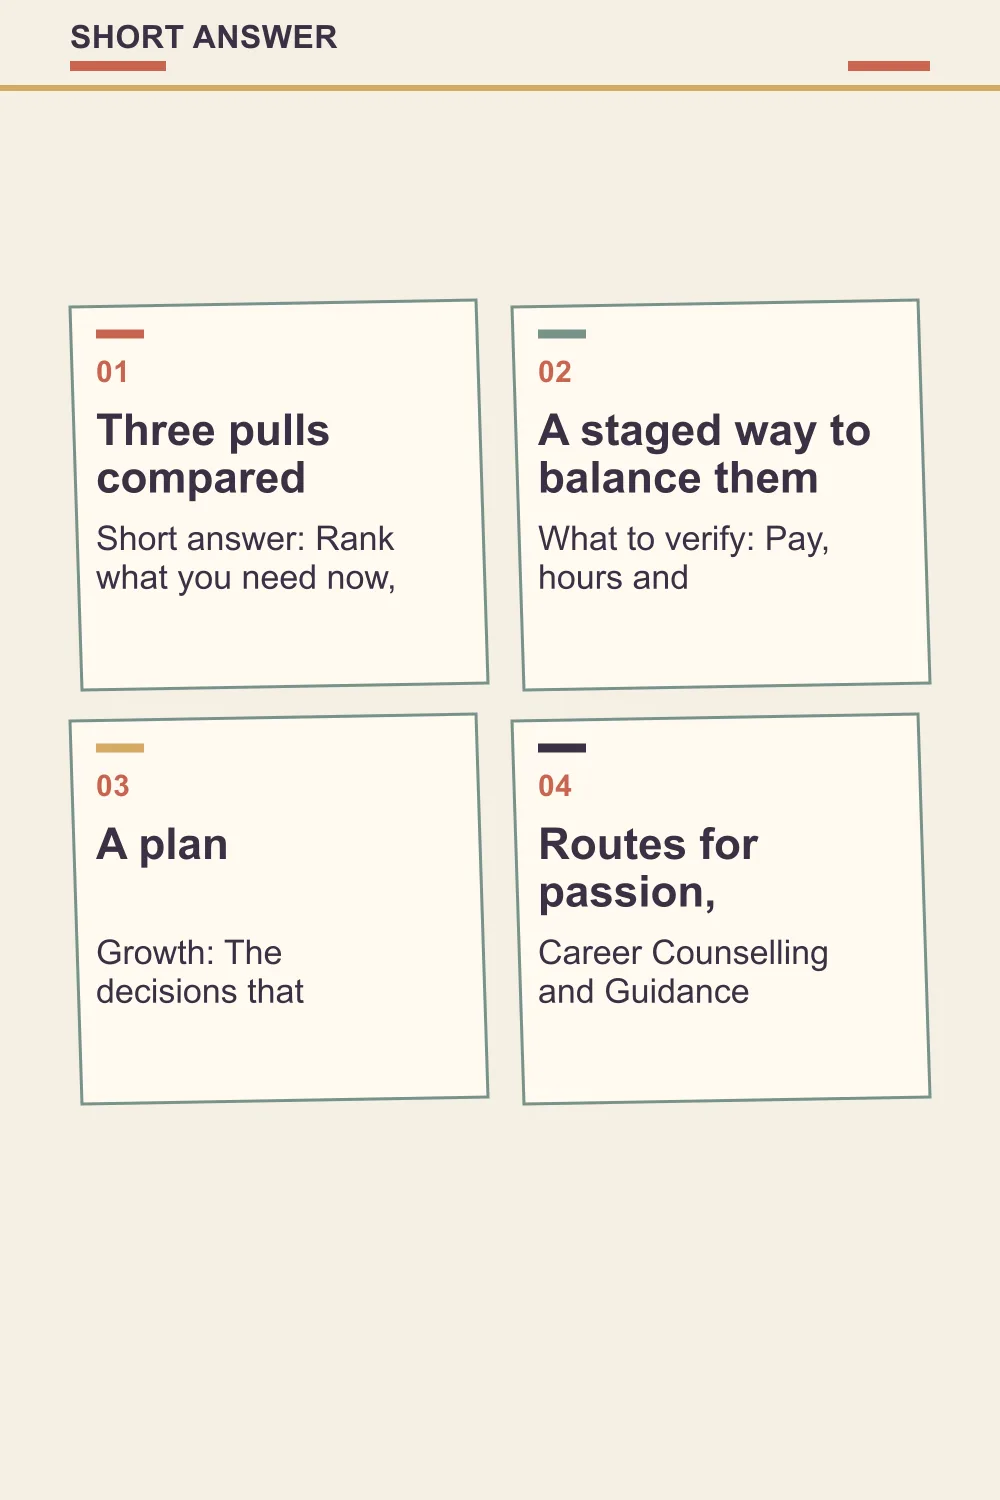 SHORT ANSWER
01
Three pulls
compared
Short answer: Rank
what you need now,
02
A staged way to
balance them
What to verify: Pay,
hours and
03
A plan
Growth: The
decisions that
04
Routes for
passion,
Career Counselling
and Guidance